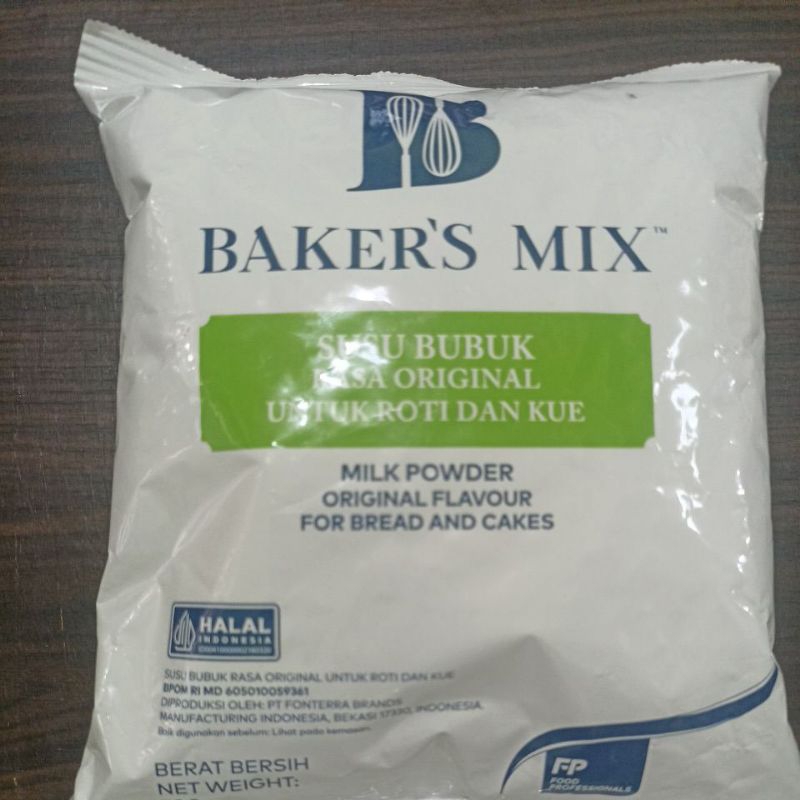 B
BAKER'S MIX™
SUSU BUBUK
RASA ORIGINAL
UNTUK ROTI DAN KUE
MILK POWDER
ORIGINAL FLAVOUR
FOR BREAD AND CAKES
HALAL
INDONESIA
SUSU BUBUK RASA ORIGINAL UNTUK ROTI DAN KUE
BPOM RI MD 605010059361
DIPRODUKSI OLEH: PT FONTERRA BRANDS
MANUFACTURING INDONESIA, BEKASI 17330, INDONESIA
Baik digunakan sebelum: Lihat pada kemasan
BERAT BERSIH
NET WEIGHT:
FP
FOOD
PROFESSIONALS